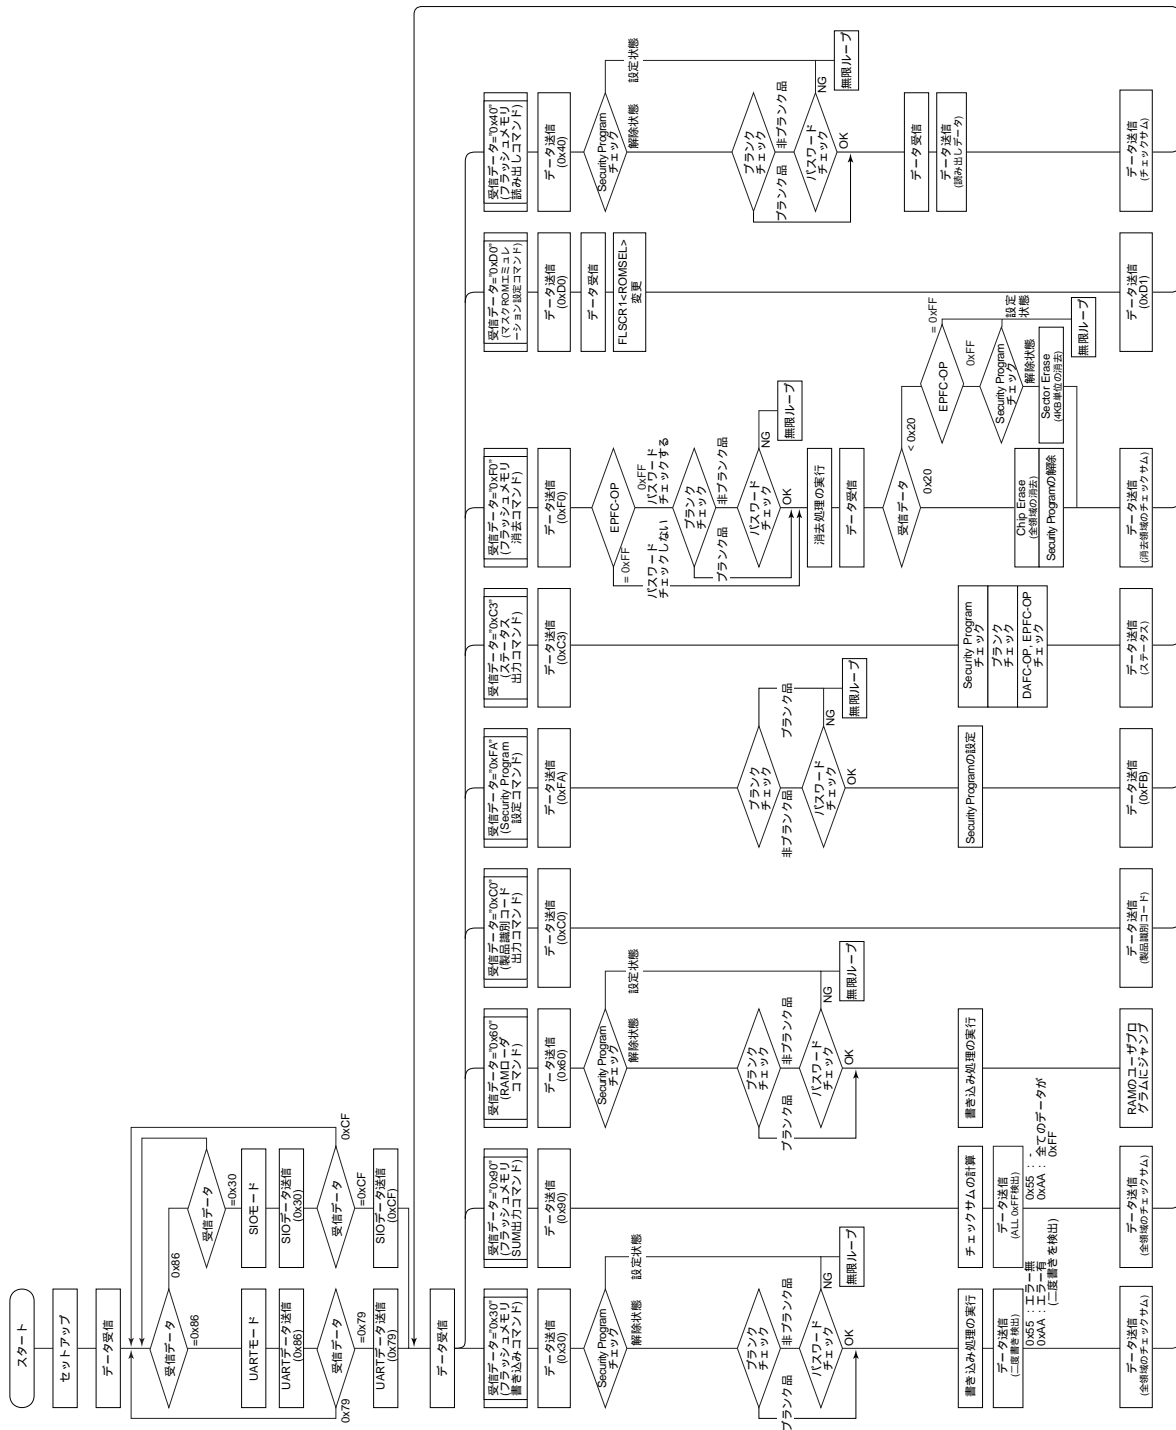 スタート
セットアップ
データ受信
受信データ
=0x86
0x86
UARTモード
UARTデータ送信
(0x86)
受信データ
=0x79
0x79
UARTデータ送信
(0x79)
受信データ
=0x30
SIOモード
SIOデータ送信
(0x30)
受信データ
=0xCF
0xCF
SIOデータ送信
(0xCF)
データ受信
受信データ="0x30"
(フラッシュメモリ
書き込みコマンド)
データ送信
(0x30)
Security Program
チェック
設定状態
解除状態
ブランク
チェック
ブランク品
非ブランク品
パスワード
チェック
NG
無限ループ
OK
書き込み処理の実行
データ送信
(二度書き検出)
0x55 : エラー無
0xAA : エラー有
(二度書きを検出)
データ送信
(全領域のチェックサム)
受信データ="0x90"
(フラッシュメモリ
SUM出力コマンド)
データ送信
(0x90)
チェックサムの計算
データ送信
(ALL 0xFF検出)
0x55 : -
0xAA : 全てのデータが
0xFF
データ送信
(全領域のチェックサム)
受信データ="0x60"
(RAMローダ
コマンド)
データ送信
(0x60)
Security Program
チェック
設定状態
解除状態
ブランク
チェック
ブランク品
非ブランク品
パスワード
チェック
NG
無限ループ
OK
書き込み処理の実行
RAMのユーザプロ
グラムにジャンプ
受信データ="0xC0"
(製品識別コード
出力コマンド)
データ送信
(0xC0)
データ送信
(製品識別コード)
受信データ="0xFA"
(Security Program
設定コマンド)
データ送信
(0xFA)
ブランク
チェック
ブランク品
非ブランク品
パスワード
チェック
NG
無限ループ
OK
Security Programの設定
データ送信
(0xFB)
受信データ="0xC3"
(ステータス
出力コマンド)
データ送信
(0xC3)
Security Program
チェック
ブランク
チェック
DAFC-OP, EPFC-OP
チェック
データ送信
(ステータス)
受信データ="0xF0"
(フラッシュメモリ
消去コマンド)
データ送信
(0xF0)
EPFC-OP
= 0xFF
パスワード
チェックしない
0xFF
パスワード
チェックする
ブランク
チェック
ブランク品
非ブランク品
パスワード
チェック
NG
無限ループ
OK
消去処理の実行
データ受信
受信データ
< 0x20
0x20
EPFC-OP
= 0xFF
0xFF
Security Program
チェック
設定
状態
解除状態
無限ループ
Chip Erase
(全領域の消去)
Security Programの解除
Sector Erase
(4KB単位の消去)
データ送信
(消去領域のチェックサム)
受信データ="0xD0"
(マスクROMエミュレ
ーション設定コマンド)
データ送信
(0xD0)
データ受信
FLSCR1<ROMSEL>
変更
データ送信
(0xD1)
受信データ="0x40"
(フラッシュメモリ
読み出しコマンド)
データ送信
(0x40)
Security Program
チェック
設定状態
解除状態
ブランク
チェック
ブランク品
非ブランク品
パスワード
チェック
NG
無限ループ
OK
データ受信
データ送信
(読み出しデータ)
データ送信
(チェックサム)